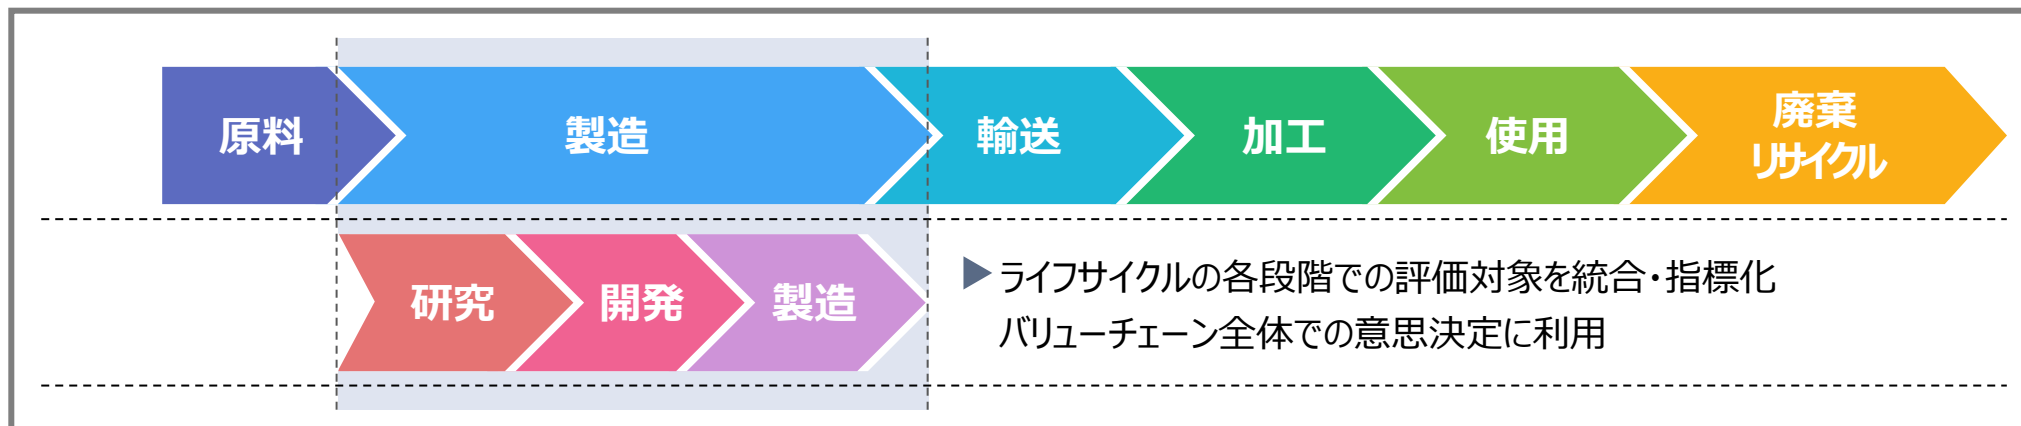 原料
製造
輸送
加工
使用
廃棄
リサイクル
研究
開発
製造
ライフサイクルの各段階での評価対象を統合・指標化
バリューチェーン全体での意思決定に利用